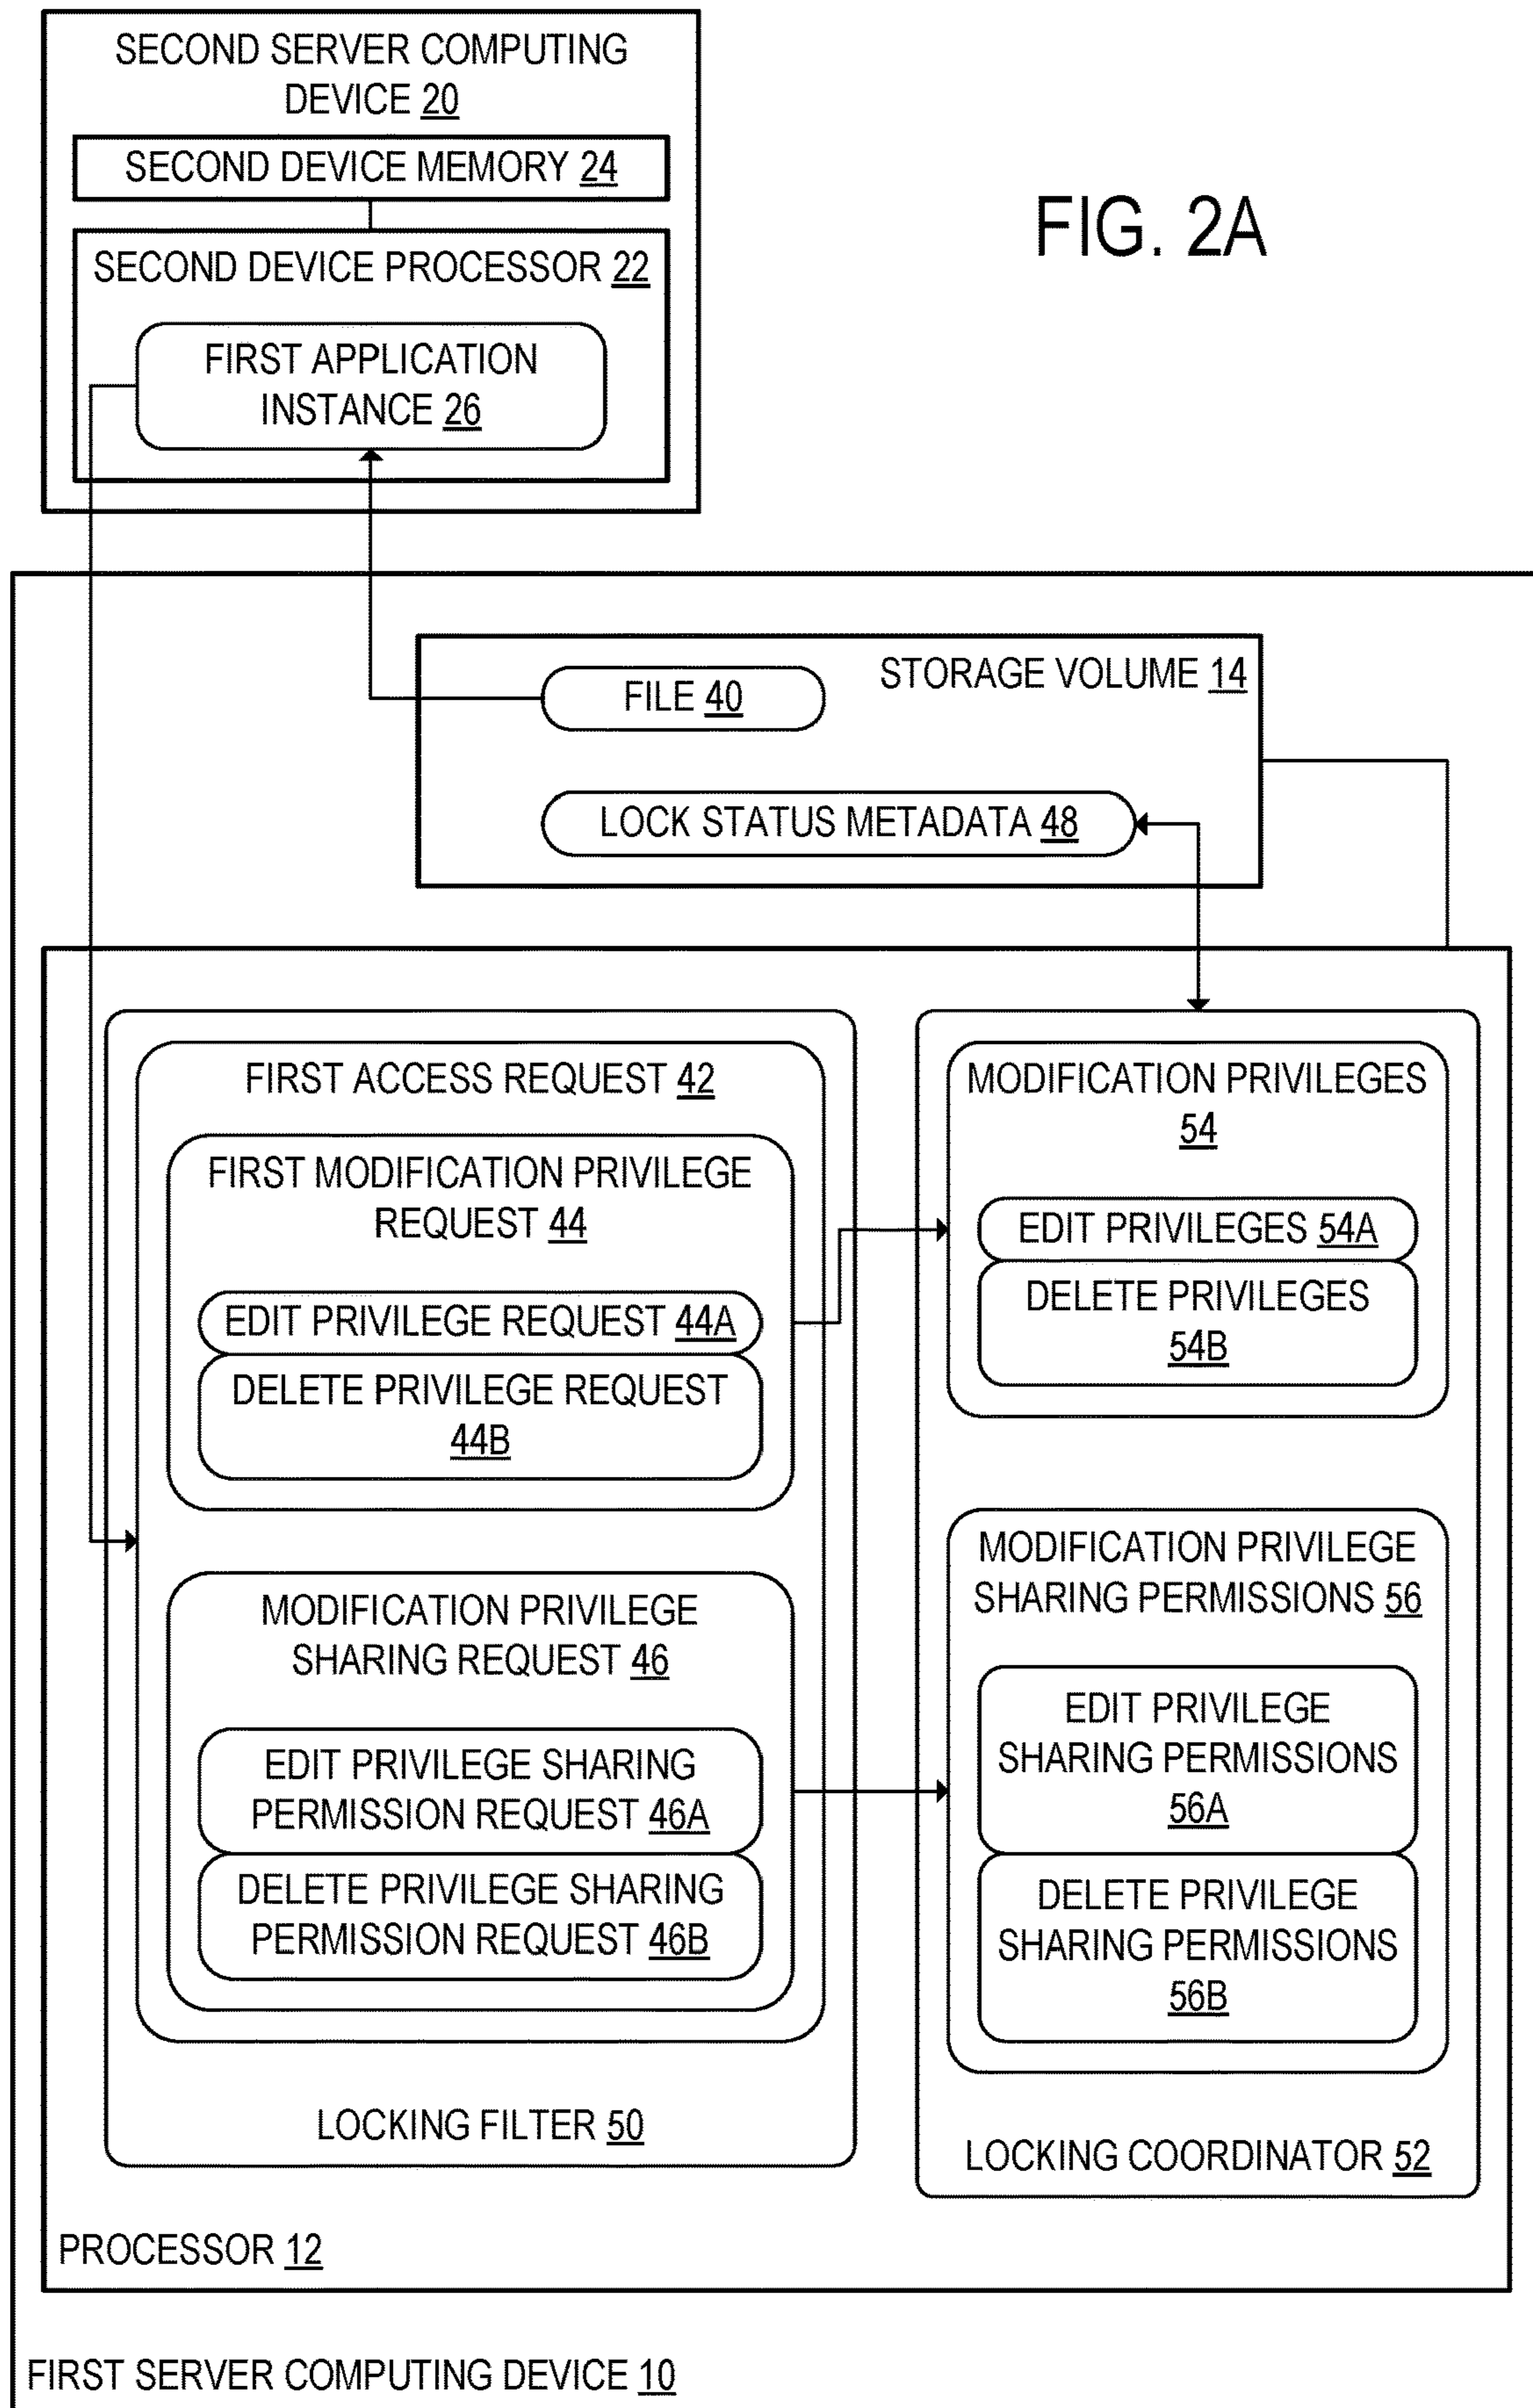 SECOND SERVER COMPUTING
DEVICE 20
SECOND DEVICE MEMORY 24
FIG. 2A
SECOND DEVICE PROCESSOR 22
FIRST APPLICATION
INSTANCE 26
STORAGE VOLUME 14
FILE 40
LOCK STATUS METADATA 48
FIRST ACCESS REQUEST 42
FIRST MODIFICATION PRIVILEGE
REQUEST 44
EDIT PRIVILEGE REQUEST 44A
DELETE PRIVILEGE REQUEST
44B
MODIFICATION PRIVILEGE
SHARING REQUEST 46
EDIT PRIVILEGE SHARING
PERMISSION REQUEST 46A
DELETE PRIVILEGE SHARING
PERMISSION REQUEST 46B
LOCKING FILTER 50
MODIFICATION PRIVILEGES
54
EDIT PRIVILEGES 54A
DELETE PRIVILEGES
54B
MODIFICATION PRIVILEGE
SHARING PERMISSIONS 56
EDIT PRIVILEGE
SHARING PERMISSIONS
56A
DELETE PRIVILEGE
SHARING PERMISSIONS
56B
LOCKING COORDINATOR 52
PROCESSOR 12
FIRST SERVER COMPUTING DEVICE 10